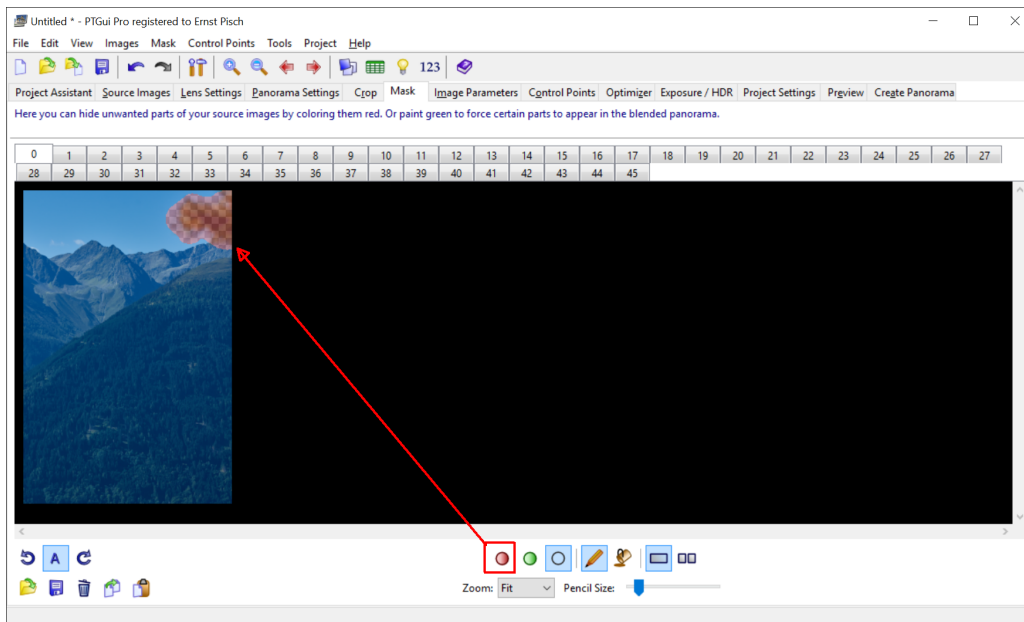 Untitled * - PTGui Pro registered to Ernst Pisch
File Edit View Images Mask Control Points Tools Project Help
123
Project Assistant Source Images Lens Settings Panorama Settings Crop Mask Image Parameters Control Points Optimizer Exposure / HDR Project Settings Preview Create Panorama
Here you can hide unwanted parts of your source images by coloring them red. Or paint green to force certain parts to appear in the blended panorama.
0 1 2 3 4 5 6 7 8 9 10 11 12 13 14 15 16 17 18 19 20 21 22 23 24 25 26 27
28 29 30 31 32 33 34 35 36 37 38 39 40 41 42 43 44 45
A
Zoom: Fit Pencil Size: